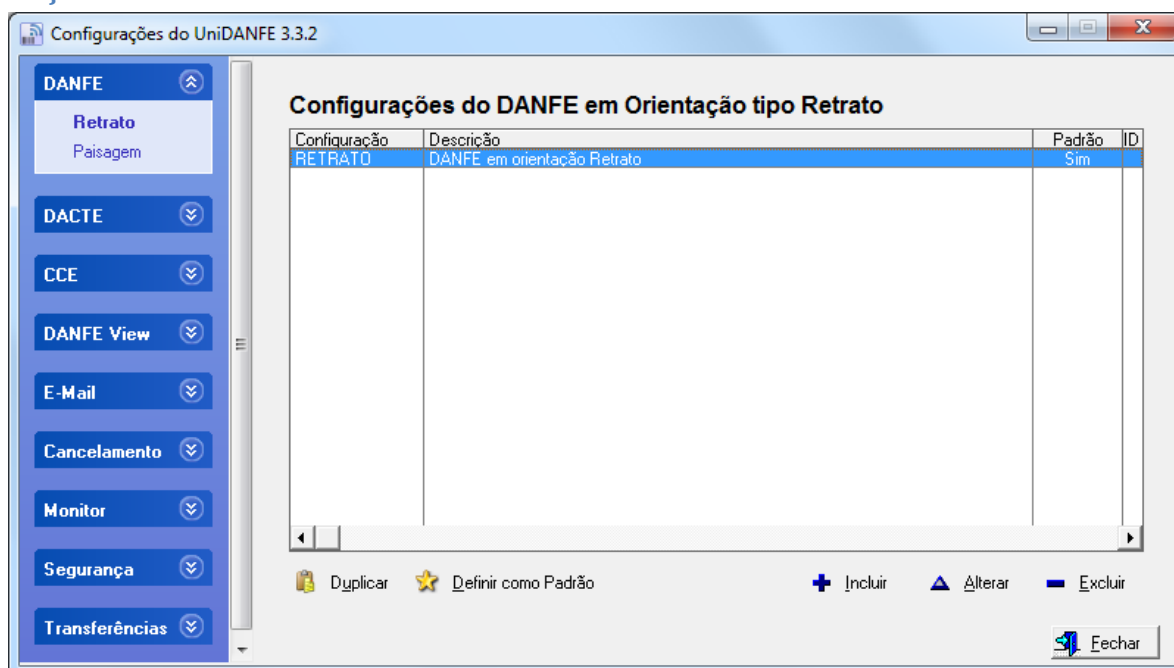 Configurações do UniDANFE 3.3.2
DANFE
Retrato
Paisagem
DACTE
CCE
DANFE View
E-Mail
Cancelamento
Monitor
Segurança
Transferências
Configurações do DANFE em Orientação tipo Retrato
Configuração Descrição Padrão ID
RETRATO DANFE em orientação Retrato Sim
Duplicar Definir como Padrão Incluir Alterar Excluir
Fechar